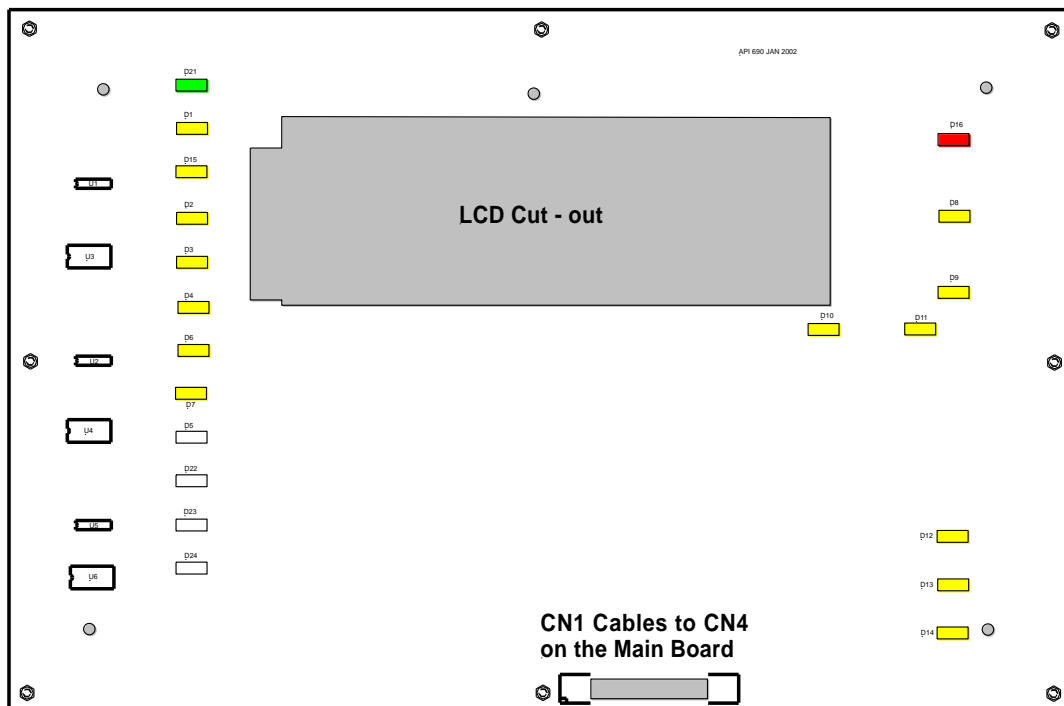 API 690 JAN 2002
D21
D1
D16
D15
U1
D2
D8
LCD Cut - out
D3
U3
D9
D4
D10
D11
D6
U2
D7
D5
U4
D22
D23
U5
D12
D24
U6
D13
CN1 Cables to CN4
on the Main Board
D14